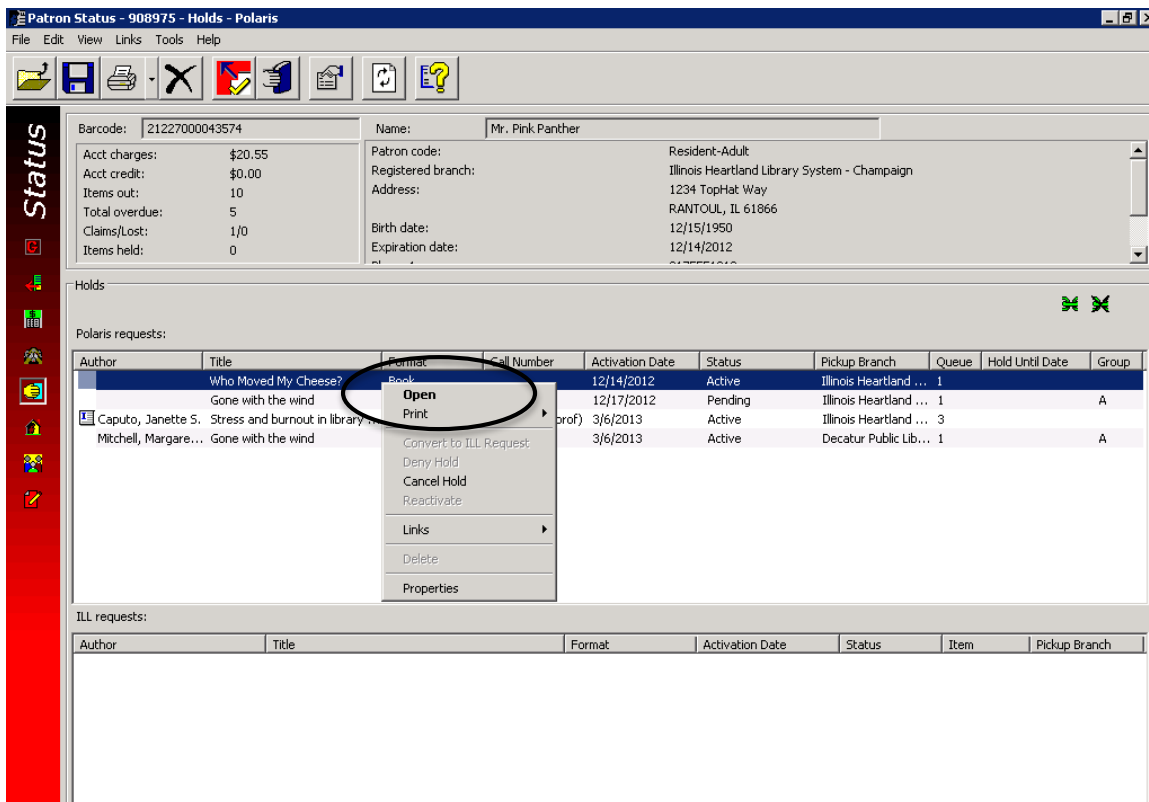 Patron Status - 908975 - Holds - Polaris
File Edit View Links Tools Help
Status
Barcode: 21227000043574 Name: Mr. Pink Panther
Acct charges: $20.55
Acct credit: $0.00
Items out: 10
Total overdue: 5
Claims/Lost: 1/0
Items held: 0
Patron code: Resident-Adult
Registered branch: Illinois Heartland Library System - Champaign
Address: 1234 TopHat Way
RANTOUL, IL 61866
Birth date: 12/15/1950
Expiration date: 12/14/2012
G
Holds
Polaris requests:
Author Title Format Call Number Activation Date Status Pickup Branch Queue Hold Until Date Group
Who Moved My Cheese? Book 12/14/2012 Active Illinois Heartland ... 1
Gone with the wind 12/17/2012 Pending Illinois Heartland ... 1 A
Caputo, Janette S. Stress and burnout in library prof) 3/6/2013 Active Illinois Heartland ... 3
Mitchell, Margare... Gone with the wind 3/6/2013 Active Decatur Public Lib... 1 A
Open
Print
Convert to ILL Request
Deny Hold
Cancel Hold
Reactivate
Links
Delete
Properties
ILL requests:
Author Title Format Activation Date Status Item Pickup Branch